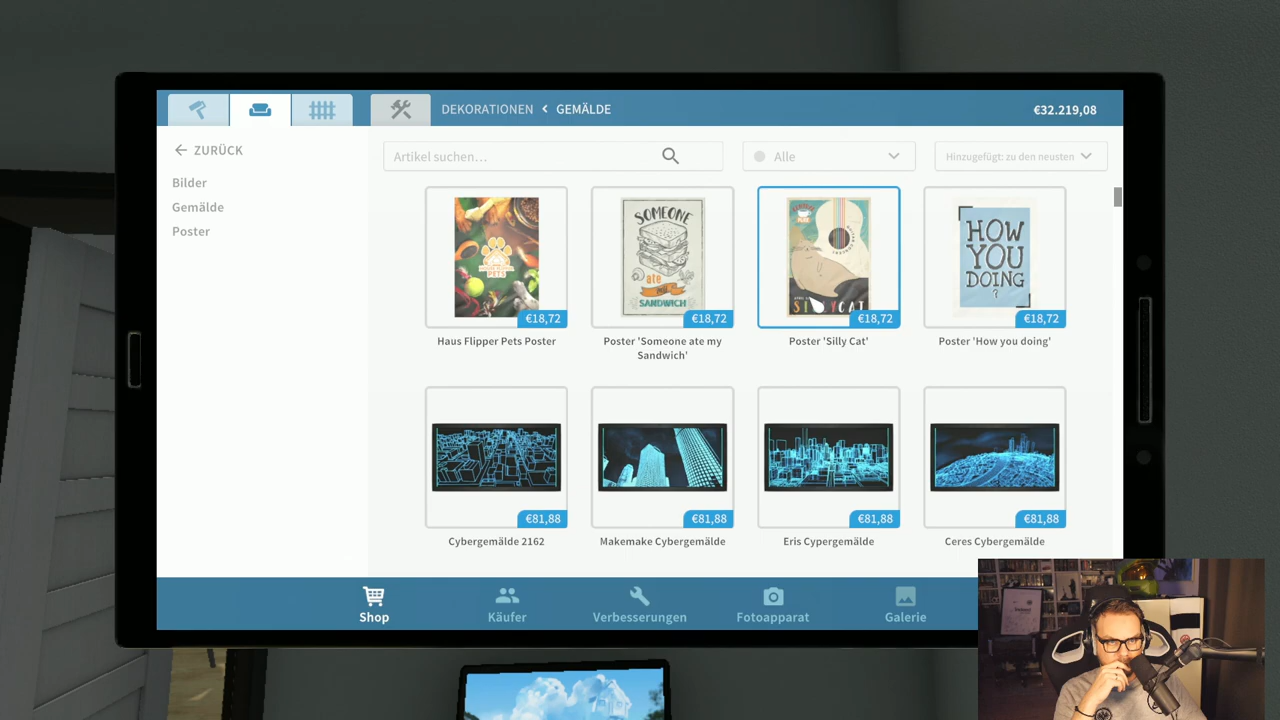 DEKORATIONEN < GEMÄLDE
€32.219,08
ZURÜCK
Bilder
Gemälde
Poster
Artikel suchen…
Alle
Hinzugefügt: zu den neusten
SOMEONE
ate
SANDWICH
HOW
YOU
DOING
?
€18,72
€18,72
€18,72
€18,72
Haus Flipper Pets Poster
Poster 'Someone ate my
Sandwich'
Poster 'Silly Cat'
Poster 'How you doing'
€81,88
€81,88
€81,88
€81,88
Cybergemälde 2162
Makemake Cybergemälde
Eris Cypergemälde
Ceres Cybergemälde
Shop
Käufer
Verbesserungen
Fotoapparat
Galerie